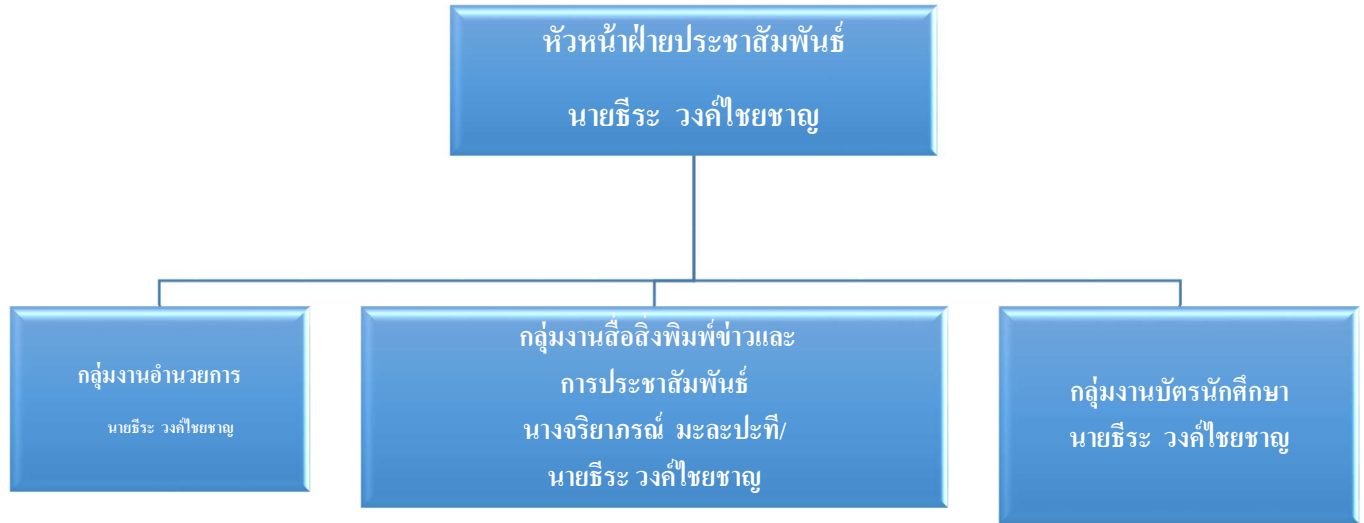 หัวหน้าฝ่ายประชาสัมพันธ์
นายธีระ วงค์ไชยชาญ
กลุ่มงานอำนวยการ
นายธีระ วงค์ไชยชาญ
กลุ่มงานสื่อสิ่งพิมพ์ข่าวและ
การประชาสัมพันธ์
นางจริยาภรณ์ มะละปะที/
นายธีระ วงค์ไชยชาญ
กลุ่มงานบัตรนักศึกษา
นายธีระ วงค์ไชยชาญ